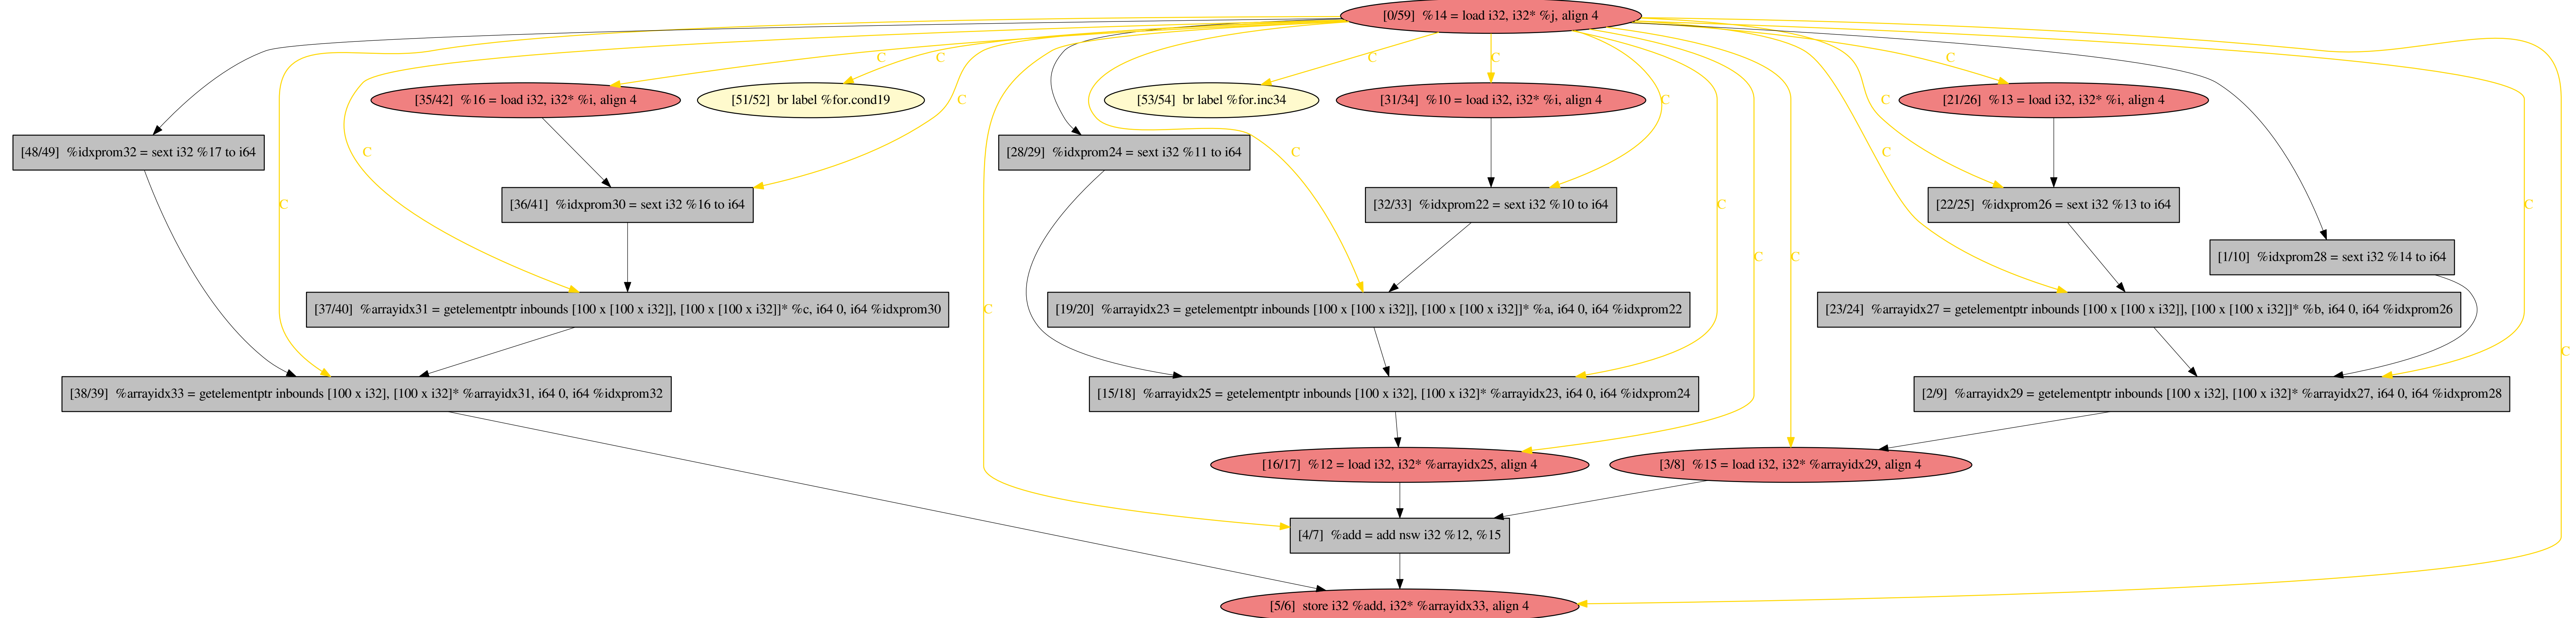 [0/59]  %14 = load i32, i32* %j, align 4
C
C
C
C
[35/42]  %16 = load i32, i32* %i, align 4
[51/52]  br label %for.cond19
C
[53/54]  br label %for.inc34
[31/34]  %10 = load i32, i32* %i, align 4
C
C
[21/26]  %13 = load i32, i32* %i, align 4
[48/49]  %idxprom32 = sext i32 %17 to i64
C
[28/29]  %idxprom24 = sext i32 %11 to i64
C
C
C
[36/41]  %idxprom30 = sext i32 %16 to i64
[32/33]  %idxprom22 = sext i32 %10 to i64
C
[22/25]  %idxprom26 = sext i32 %13 to i64
C
C
C
[1/10]  %idxprom28 = sext i32 %14 to i64
[37/40]  %arrayidx31 = getelementptr inbounds [100 x [100 x i32]], [100 x [100 x i32]]* %c, i64 0, i64 %idxprom30
C
[19/20]  %arrayidx23 = getelementptr inbounds [100 x [100 x i32]], [100 x [100 x i32]]* %a, i64 0, i64 %idxprom22
[23/24]  %arrayidx27 = getelementptr inbounds [100 x [100 x i32]], [100 x [100 x i32]]* %b, i64 0, i64 %idxprom26
C
[38/39]  %arrayidx33 = getelementptr inbounds [100 x i32], [100 x i32]* %arrayidx31, i64 0, i64 %idxprom32
[15/18]  %arrayidx25 = getelementptr inbounds [100 x i32], [100 x i32]* %arrayidx23, i64 0, i64 %idxprom24
[2/9]  %arrayidx29 = getelementptr inbounds [100 x i32], [100 x i32]* %arrayidx27, i64 0, i64 %idxprom28
[16/17]  %12 = load i32, i32* %arrayidx25, align 4
[3/8]  %15 = load i32, i32* %arrayidx29, align 4
[4/7]  %add = add nsw i32 %12, %15
[5/6]  store i32 %add, i32* %arrayidx33, align 4